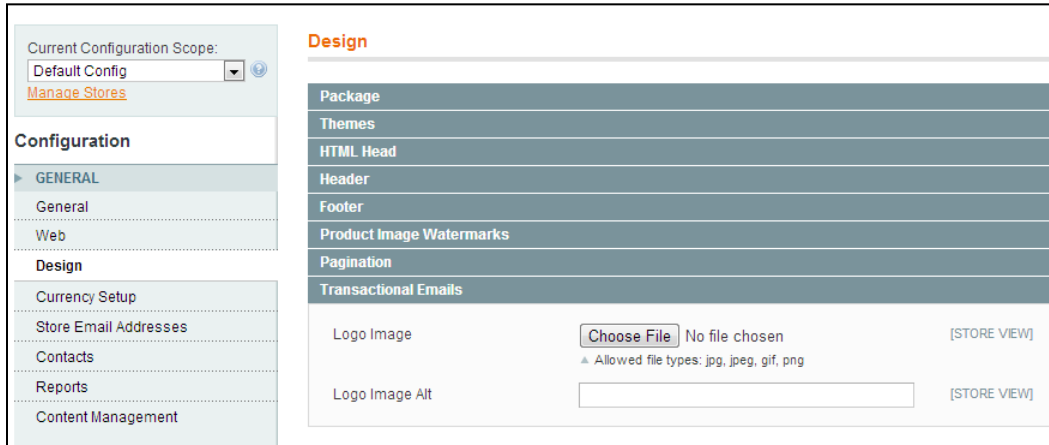 Current Configuration Scope:
Default Config
Manage Stores
Configuration
GENERAL
General
Web
Design
Currency Setup
Store Email Addresses
Contacts
Reports
Content Management
Design
Package
Themes
HTML Head
Header
Footer
Product Image Watermarks
Pagination
Transactional Emails
Logo Image Choose File No file chosen [STORE VIEW]
Allowed file types: jpg, jpeg, gif, png
Logo Image Alt [STORE VIEW]